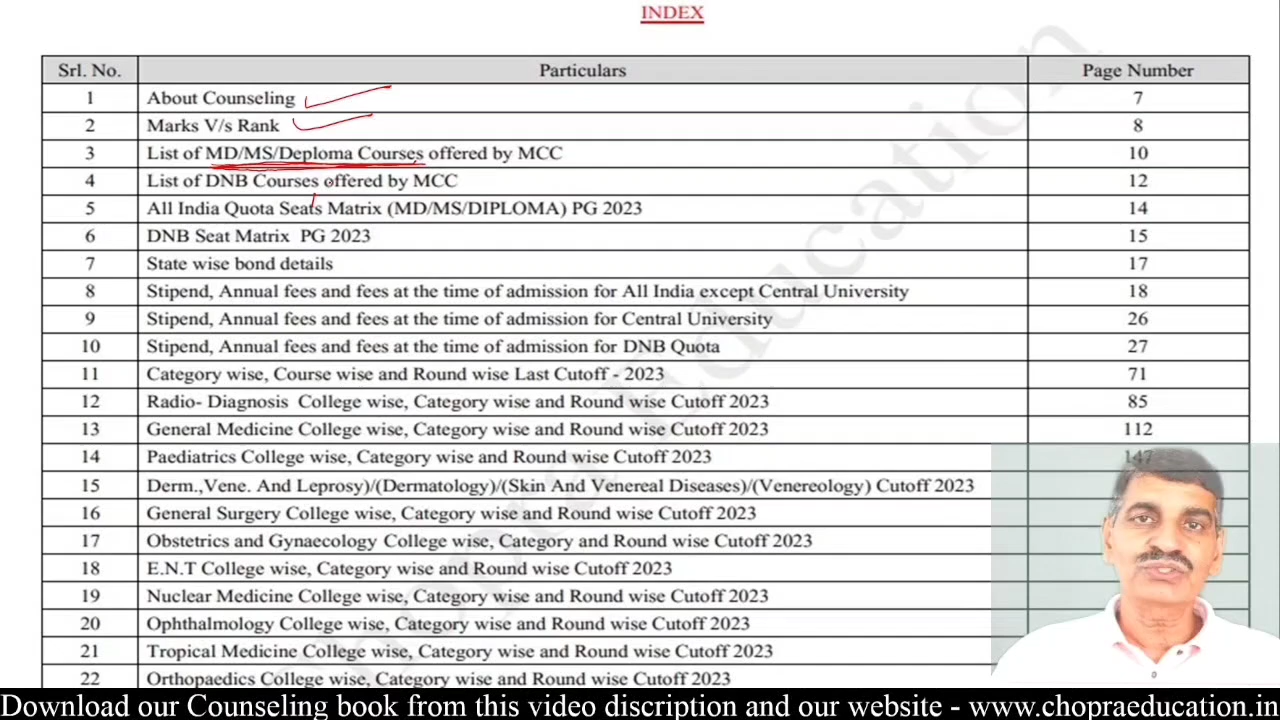 INDEX
Srl. No. Particulars Page Number
1 About Counseling 7
2 Marks V/s Rank 8
3 List of MD/MS/Deploma Courses offered by MCC 10
4 List of DNB Courses offered by MCC 12
5 All India Quota Seats Matrix (MD/MS/DIPLOMA) PG 2023 14
6 DNB Seat Matrix PG 2023 15
7 State wise bond details 17
8 Stipend, Annual fees and fees at the time of admission for All India except Central University 18
9 Stipend, Annual fees and fees at the time of admission for Central University 26
10 Stipend, Annual fees and fees at the time of admission for DNB Quota 27
11 Category wise, Course wise and Round wise Last Cutoff - 2023 71
12 Radio- Diagnosis College wise, Category wise and Round wise Cutoff 2023 85
13 General Medicine College wise, Category wise and Round wise Cutoff 2023 112
14 Paediatrics College wise, Category wise and Round wise Cutoff 2023 147
15 Derm.,Vene. And Leprosy)/(Dermatology)/(Skin And Venereal Diseases)/(Venereology) Cutoff 2023
16 General Surgery College wise, Category wise and Round wise Cutoff 2023
17 Obstetrics and Gynaecology College wise, Category and Round wise Cutoff 2023
18 E.N.T College wise, Category wise and Round wise Cutoff 2023
19 Nuclear Medicine College wise, Category wise and Round wise Cutoff 2023
20 Ophthalmology College wise, Category wise and Round wise Cutoff 2023
21 Tropical Medicine College wise, Category wise and Round wise Cutoff 2023
22 Orthopaedics College wise, Category wise and Round wise Cutoff 2023
Chopra Education
Download our Counseling book from this video discription and our website - www.chopraeducation.in